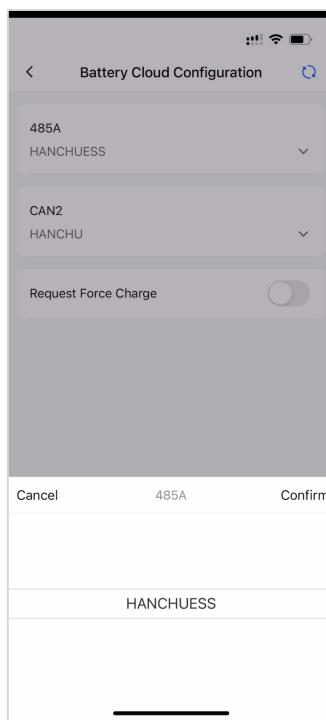 Battery Cloud Configuration
485A
HANCHUESS
CAN2
HANCHU
Request Force Charge
Cancel 485A Confirm
HANCHUESS